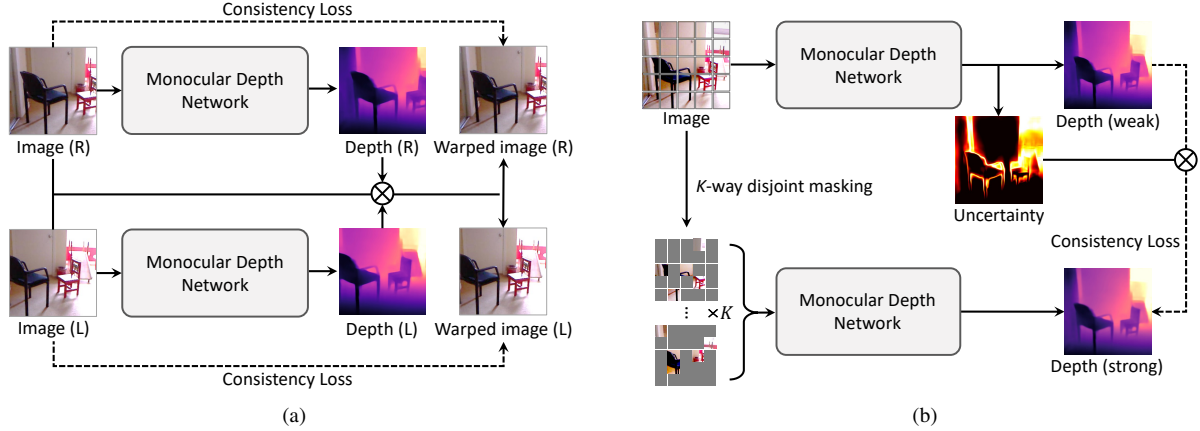 Consistency Loss
Monocular Depth
Network
Image (R)
Depth (R)
Warped image (R)
Monocular Depth
Network
Image (L)
Depth (L)
Warped image (L)
Consistency Loss
(a)
Monocular Depth
Network
Image
Depth (weak)
K-way disjoint masking
Uncertainty
Consistency Loss
⋮ ×K
Monocular Depth
Network
Depth (strong)
(b)